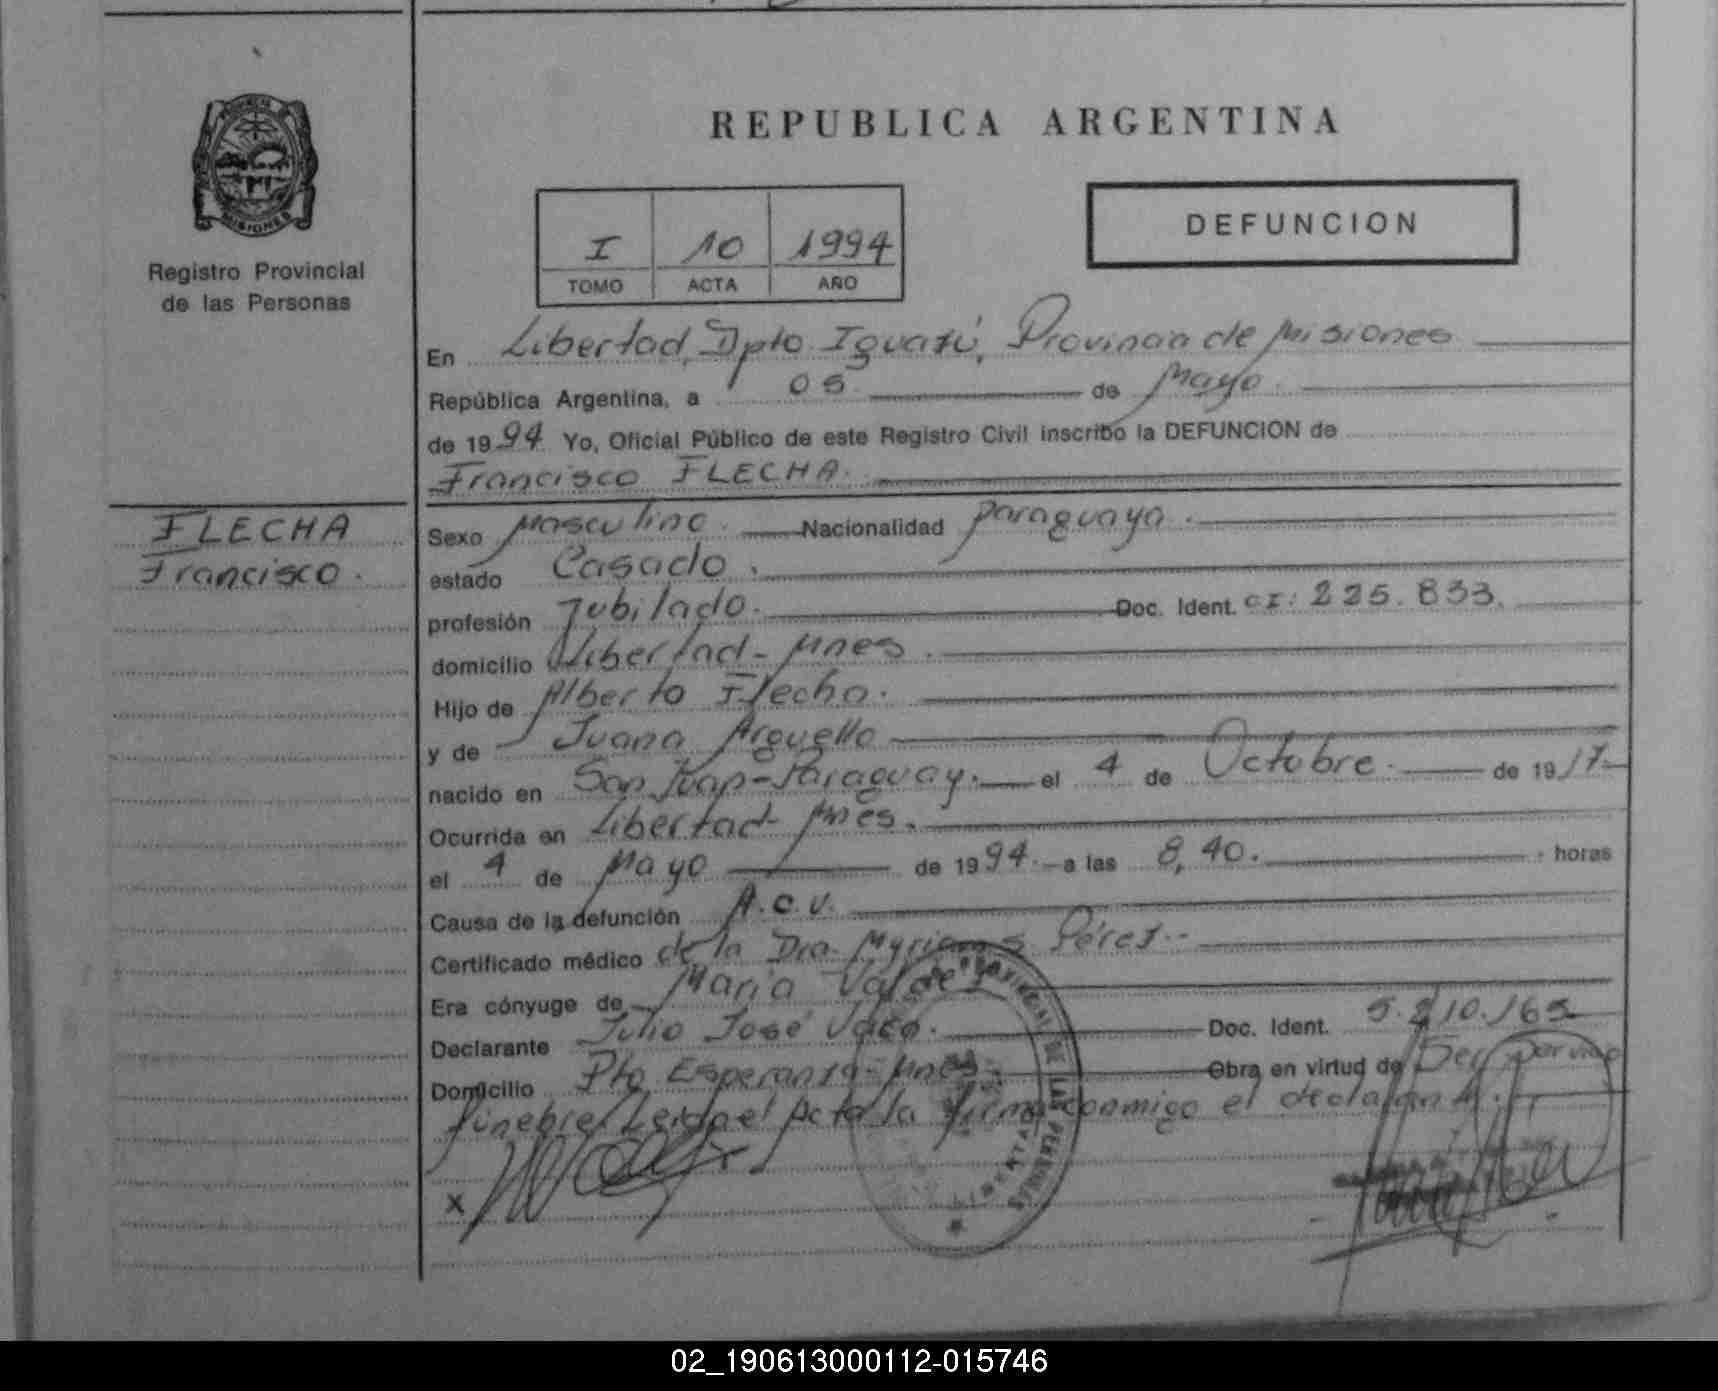 REPUBLICA ARGENTINA
MISIONES
Registro Provincial
de las Personas
I 10 1994
TOMO ACTA AÑO
DEFUNCION
En Libertad, Dpto Iguazú, Provincia de Misiones
República Argentina, a 05 de Mayo
de 1994 Yo, Oficial Público de este Registro Civil inscribo la DEFUNCION de
Francisco FLECHA.
FLECHA
Francisco.
Sexo Masculino. Nacionalidad Paraguaya.
estado Casado.
profesión Jubilado. Doc. Ident. CI: 225.833.
domicilio Libertad - Mnes.
Hijo de Alberto Flecha.
y de Juana Arguello
nacido en San Juan - Paraguay. el 4 de Octubre. de 1917
Ocurrida en Libertad - Mnes.
el 4 de Mayo de 1994. a las 8,40. horas
Causa de la defunción A.C.V.
Certificado médico de la Dra. Myriam S. Pérez.-
Era cónyuge de María
Declarante Julio José Doc. Ident. 5.210.165
Domicilio Pto Esperanza - Mnes Obra en virtud de Ser servicio
fúnebre. Leida el Acta la firma conmigo el declarante.
X
02_190613000112-015746